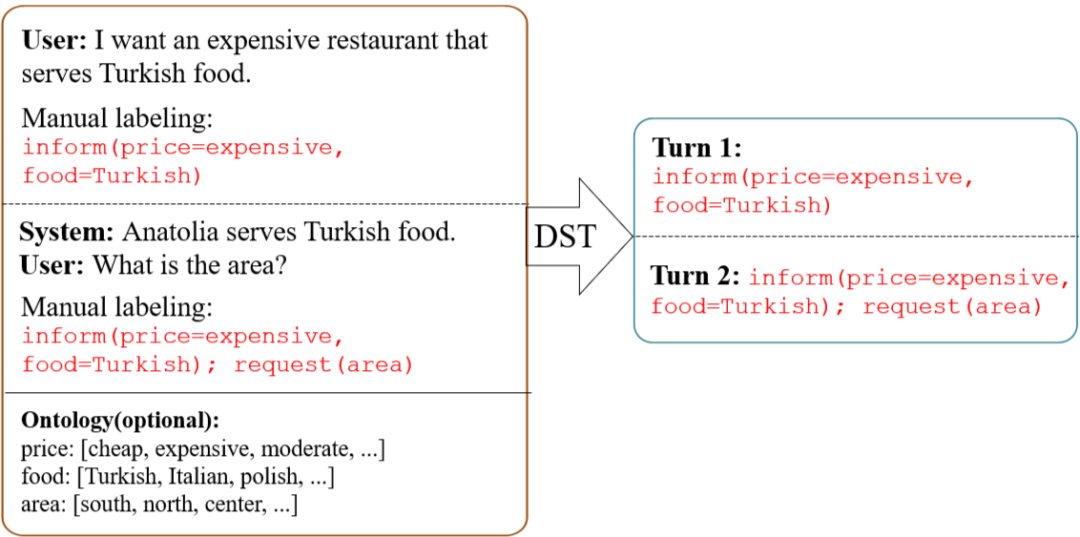 User: I want an expensive restaurant that
serves Turkish food.
Manual labeling:
inform(price=expensive,
food=Turkish)
System: Anatolia serves Turkish food.
User: What is the area?
Manual labeling:
inform(price=expensive,
food=Turkish); request(area)
Ontology(optional):
price: [cheap, expensive, moderate, ...]
food: [Turkish, Italian, polish, ...]
area: [south, north, center, ...]
DST
Turn 1:
inform(price=expensive,
food=Turkish)
Turn 2: inform(price=expensive,
food=Turkish); request(area)